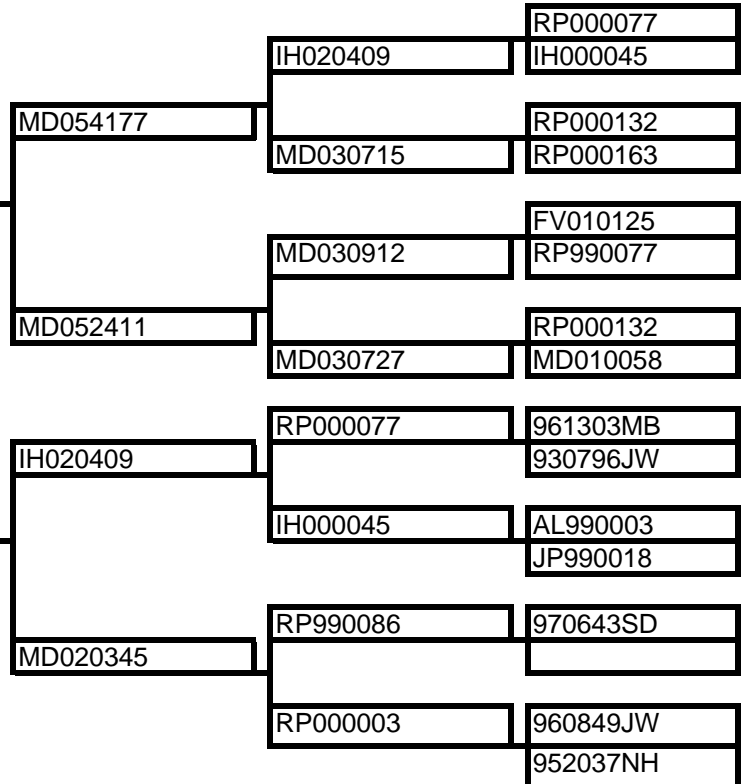 RP000077
IH020409 IH000045
MD054177 RP000132
MD030715 RP000163
FV010125
MD030912 RP990077
MD052411 RP000132
MD030727 MD010058
RP000077 961303MB
IH020409 930796JW
IH000045 AL990003
JP990018
RP990086 970643SD
MD020345
RP000003 960849JW
952037NH